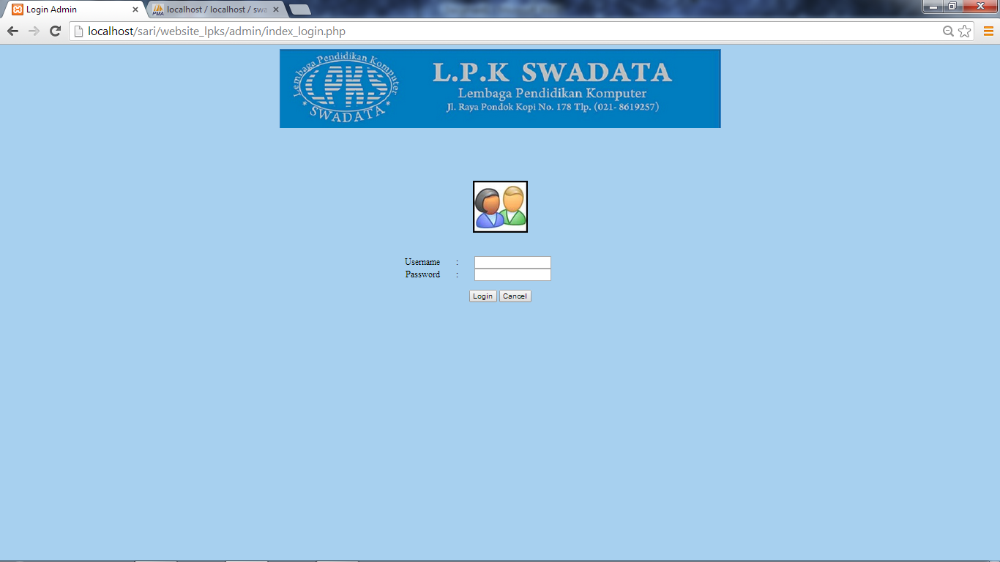 Login Admin
localhost / localhost / swa
localhost/sari/website_lpks/admin/index_login.php
Lembaga Pendidikan Komputer
LPKS
* SWADATA *
L.P.K SWADATA
Lembaga Pendidikan Komputer
Jl. Raya Pondok Kopi No. 178 Tlp. (021- 8619257)
Username :
Password :
Login Cancel